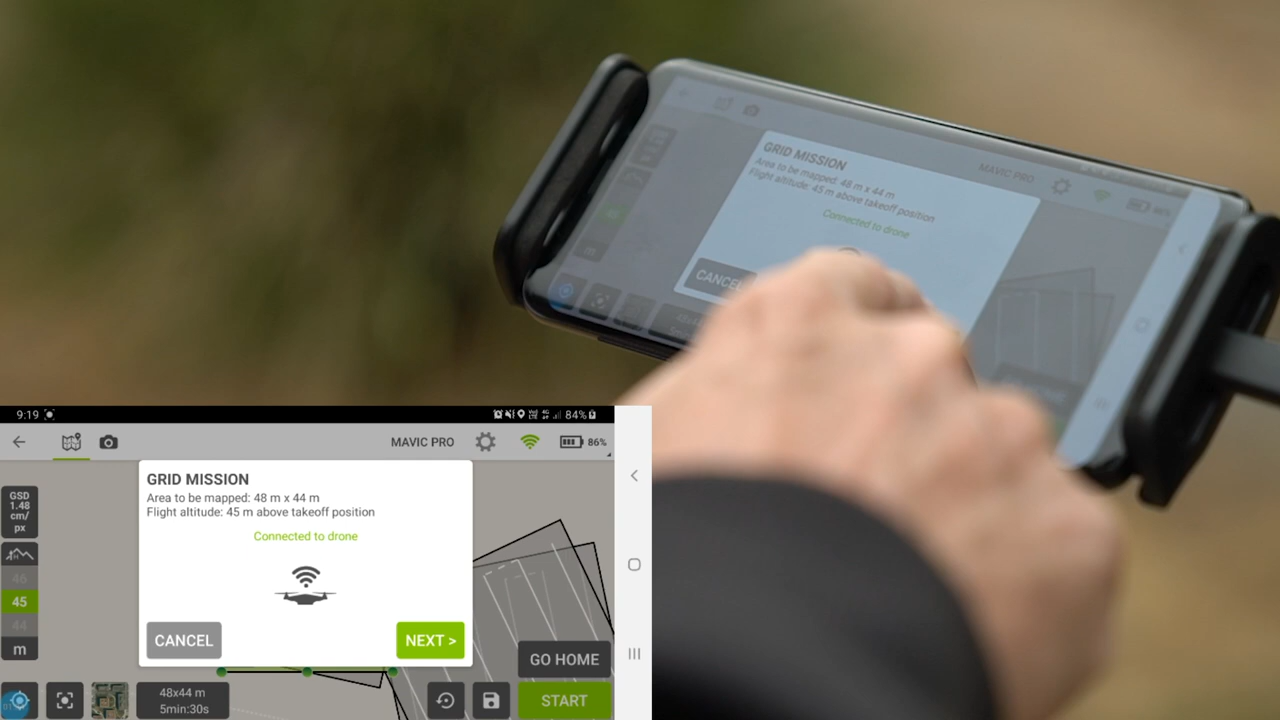 GRID MISSION
Area to be mapped: 48 m x 44 m
Flight altitude: 45 m above takeoff position
Connected to drone
CANCEL
MAVIC PRO
9:19
84%
MAVIC PRO
86%
GSD
1.48
cm/
px
46
45
44
m
GRID MISSION
Area to be mapped: 48 m x 44 m
Flight altitude: 45 m above takeoff position
Connected to drone
CANCEL
NEXT >
GO HOME
START
48x44 m
5min:30s